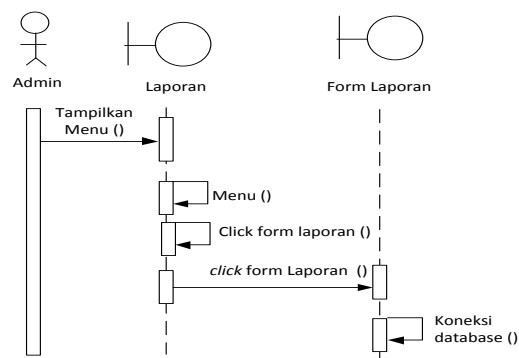 Admin
Laporan
Form Laporan
Tampilkan
Menu ()
Menu ()
Click form laporan ()
click form Laporan ()
Koneksi
database ()